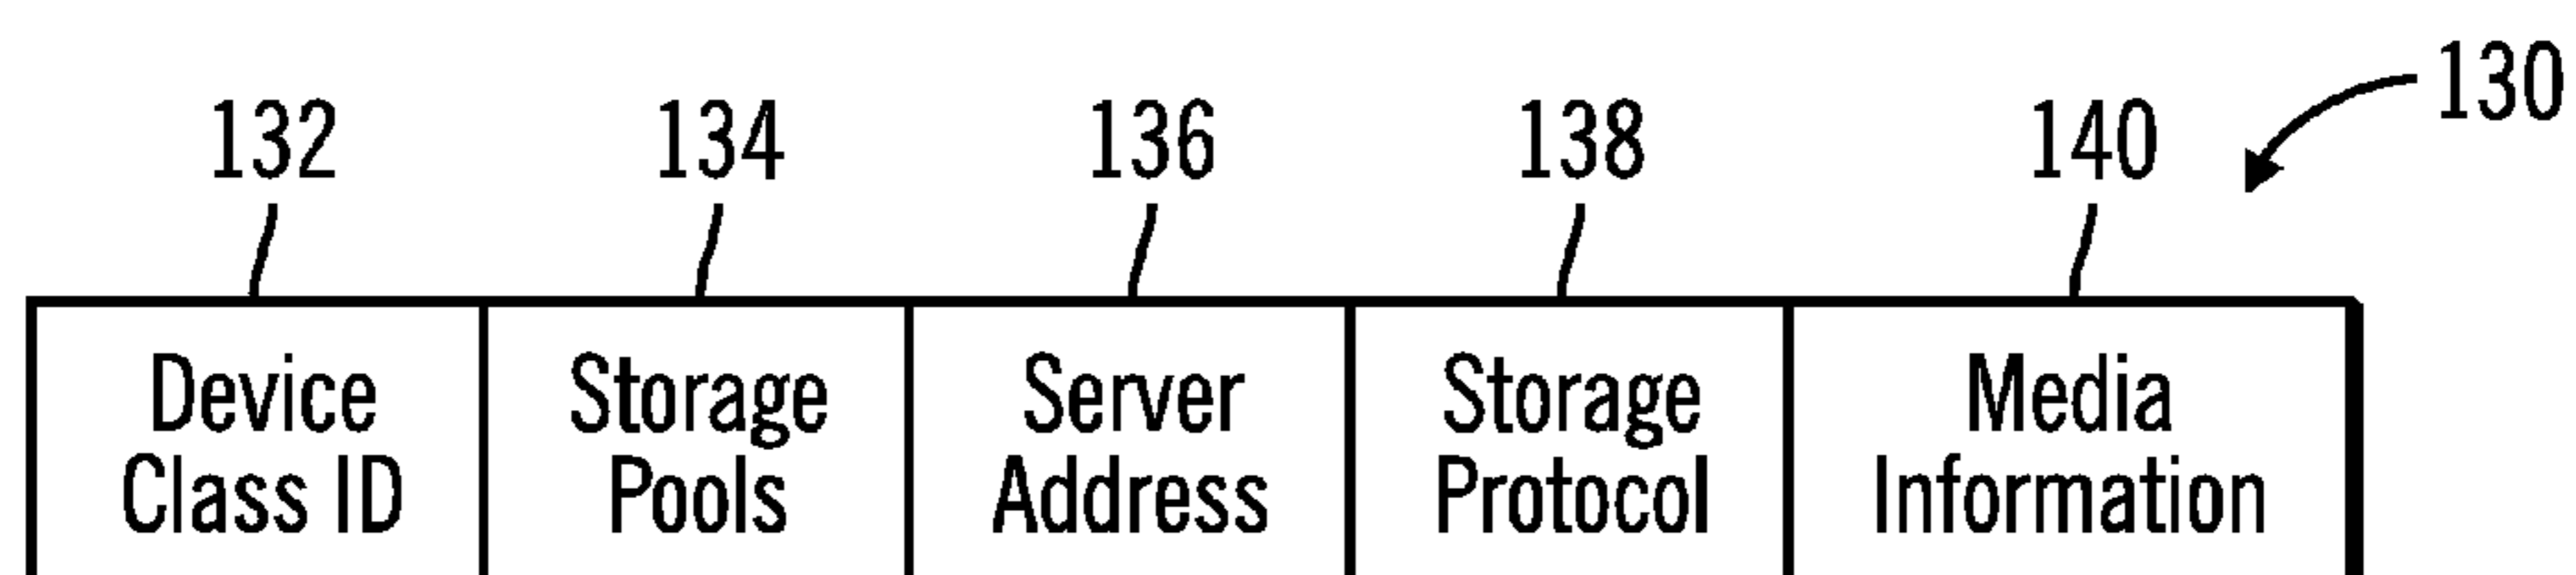 130
132 134 136 138 140
Device Storage Server Storage Media
Class ID Pools Address Protocol Information